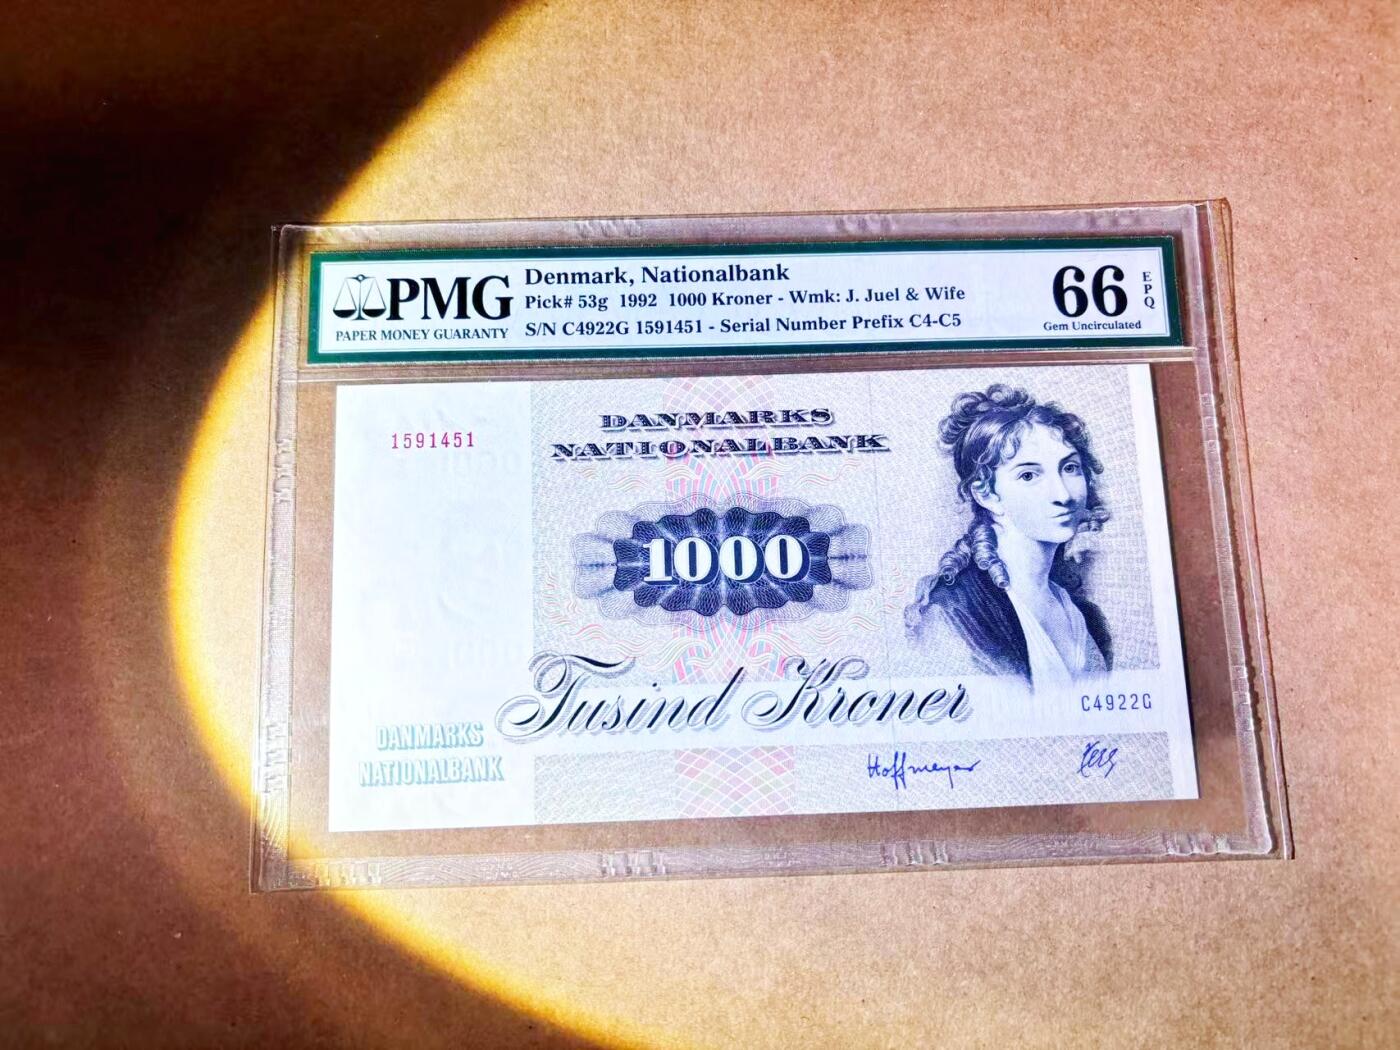 PMG
PAPER MONEY GUARANTY
Denmark, Nationalbank
Pick# 53g 1992 1000 Kroner - Wmk: J. Juel & Wife
S/N C4922G 1591451 - Serial Number Prefix C4-C5
66
EPQ
Gem Uncirculated
1591451
DANMARKS
NATIONALBANK
1000
Tusind Kroner
C4922G
DANMARKS
NATIONALBANK
Hoffmeyer